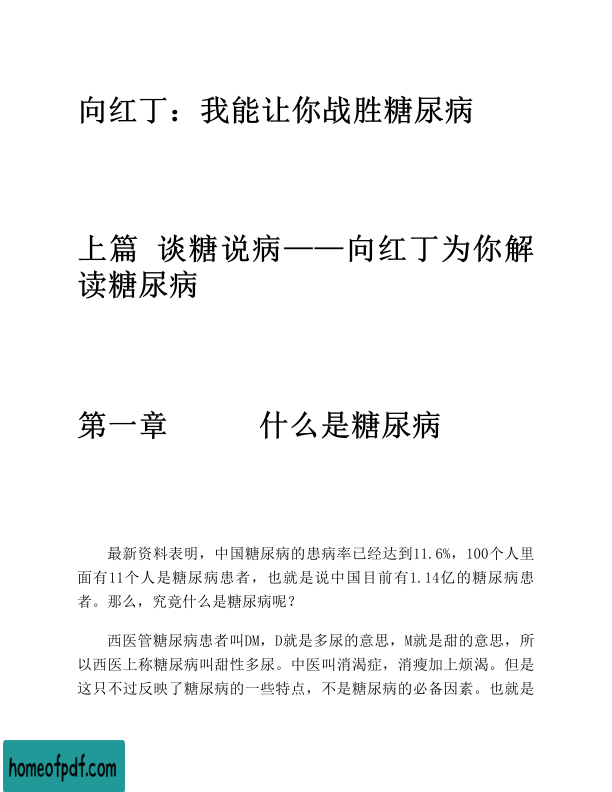 向红丁：我能让你战胜糖尿病
上篇 谈糖说病——向红丁为你解
读糖尿病
第一章 什么是糖尿病
最新资料表明，中国糖尿病的患病率已经达到11.6%，100个人里
面有11个人是糖尿病患者，也就是说中国目前有1.14亿的糖尿病患
者。那么，究竟什么是糖尿病呢？
西医管糖尿病患者叫DM，D就是多尿的意思，M就是甜的意思，所
以西医上称糖尿病叫甜性多尿。中医叫消渴症，消瘦加上烦渴。但是
这只不过反映了糖尿病的一些特点，不是糖尿病的必备因素。也就是
homeofpdf.com